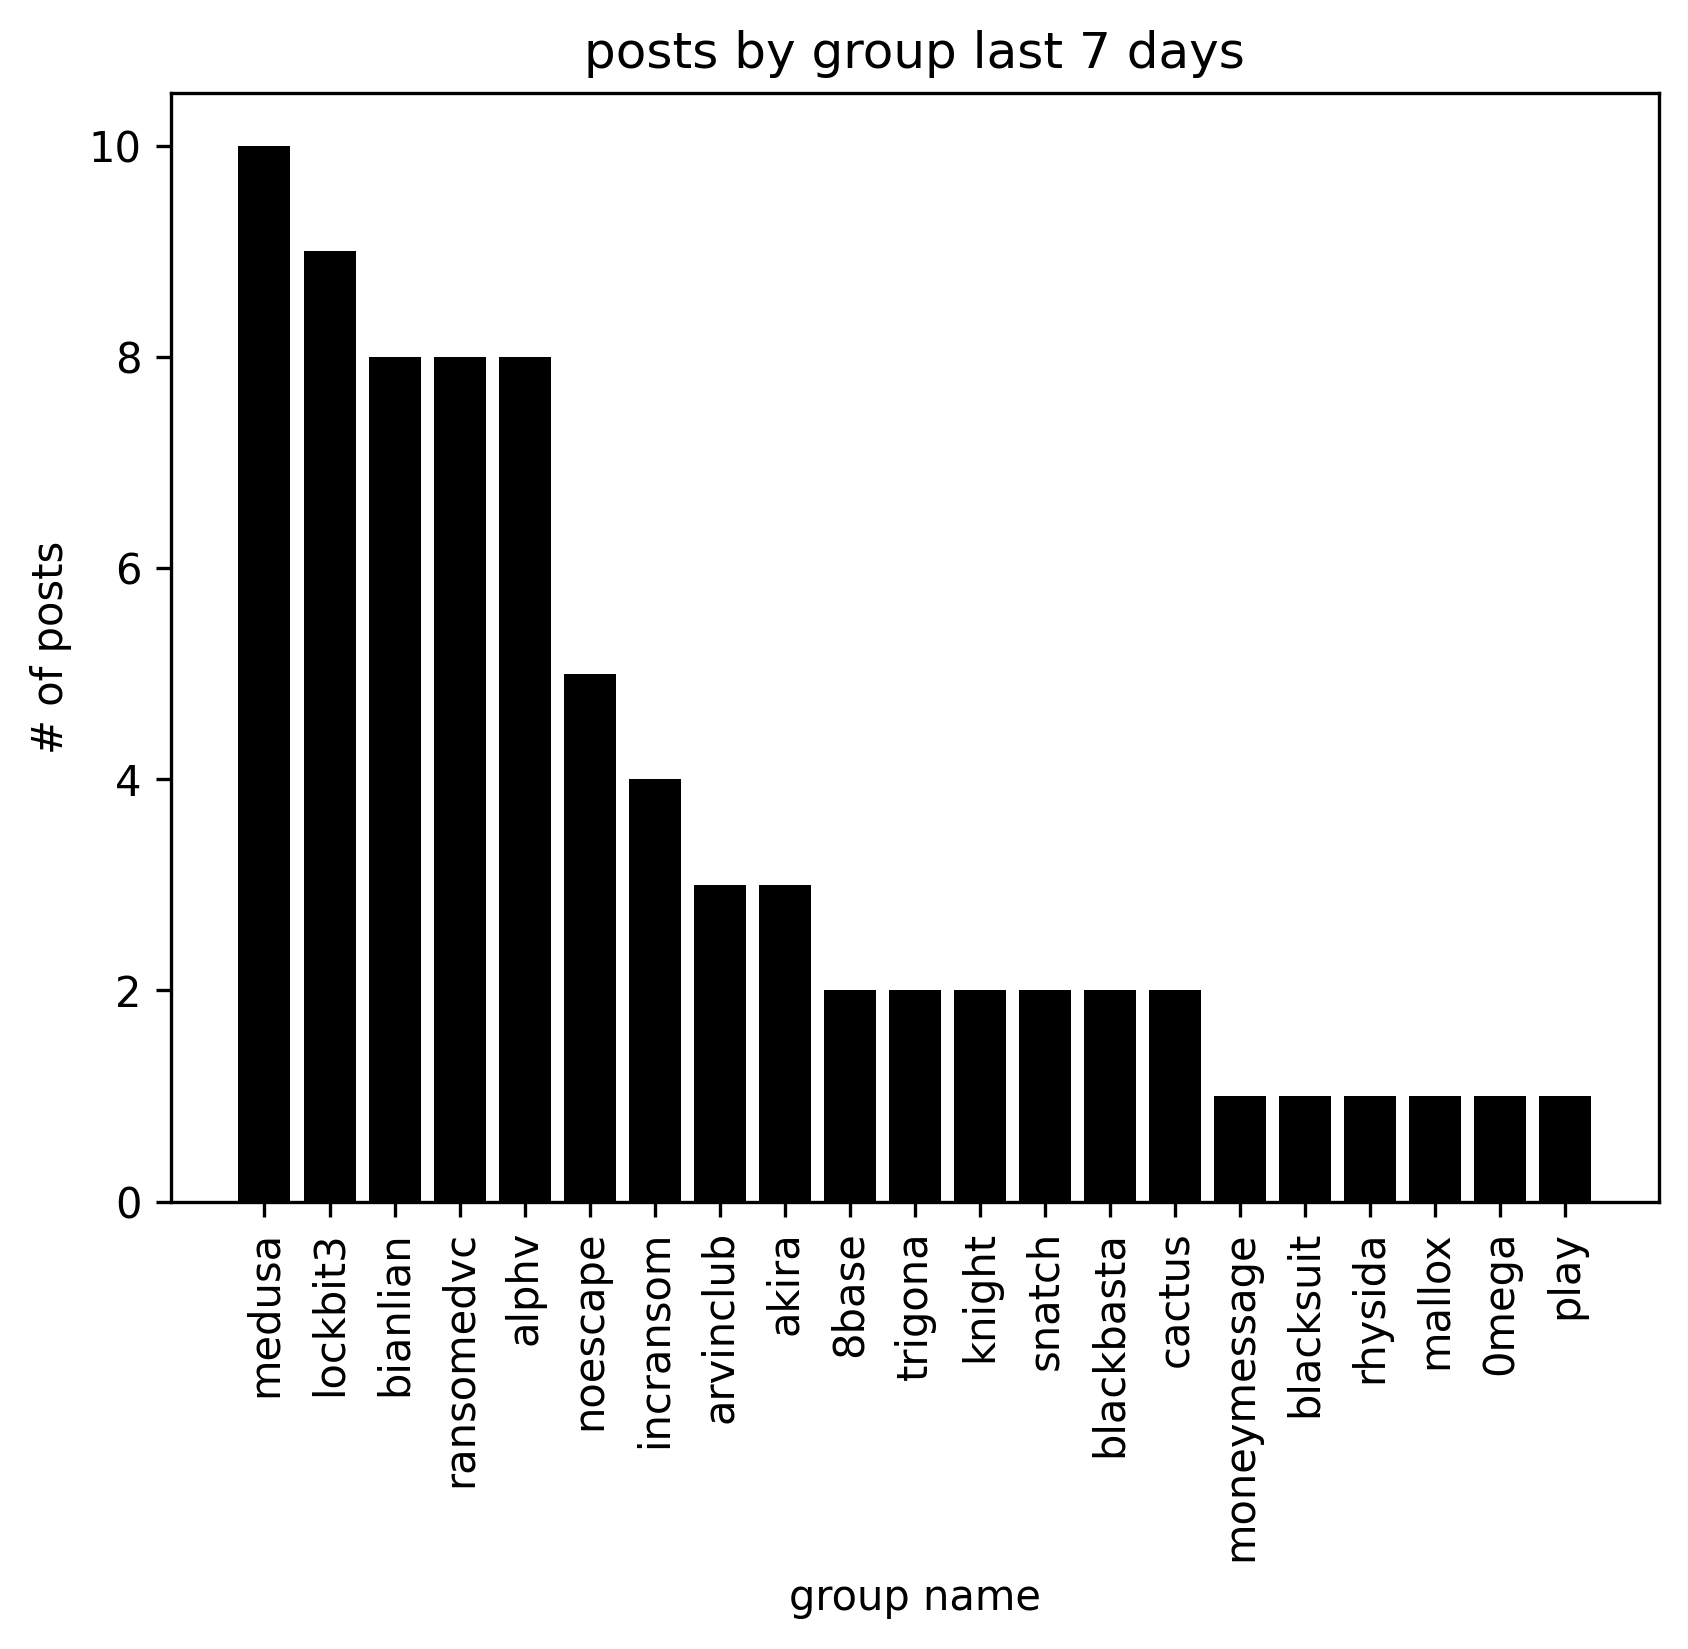 posts by group last 7 days
10
8
6
4
2
0
# of posts
medusa
lockbit3
bianlian
ransomedvc
alphv
noescape
incransom
arvinclub
akira
8base
trigona
knight
snatch
blackbasta
cactus
moneymessage
blacksuit
rhysida
mallox
0mega
play
group name